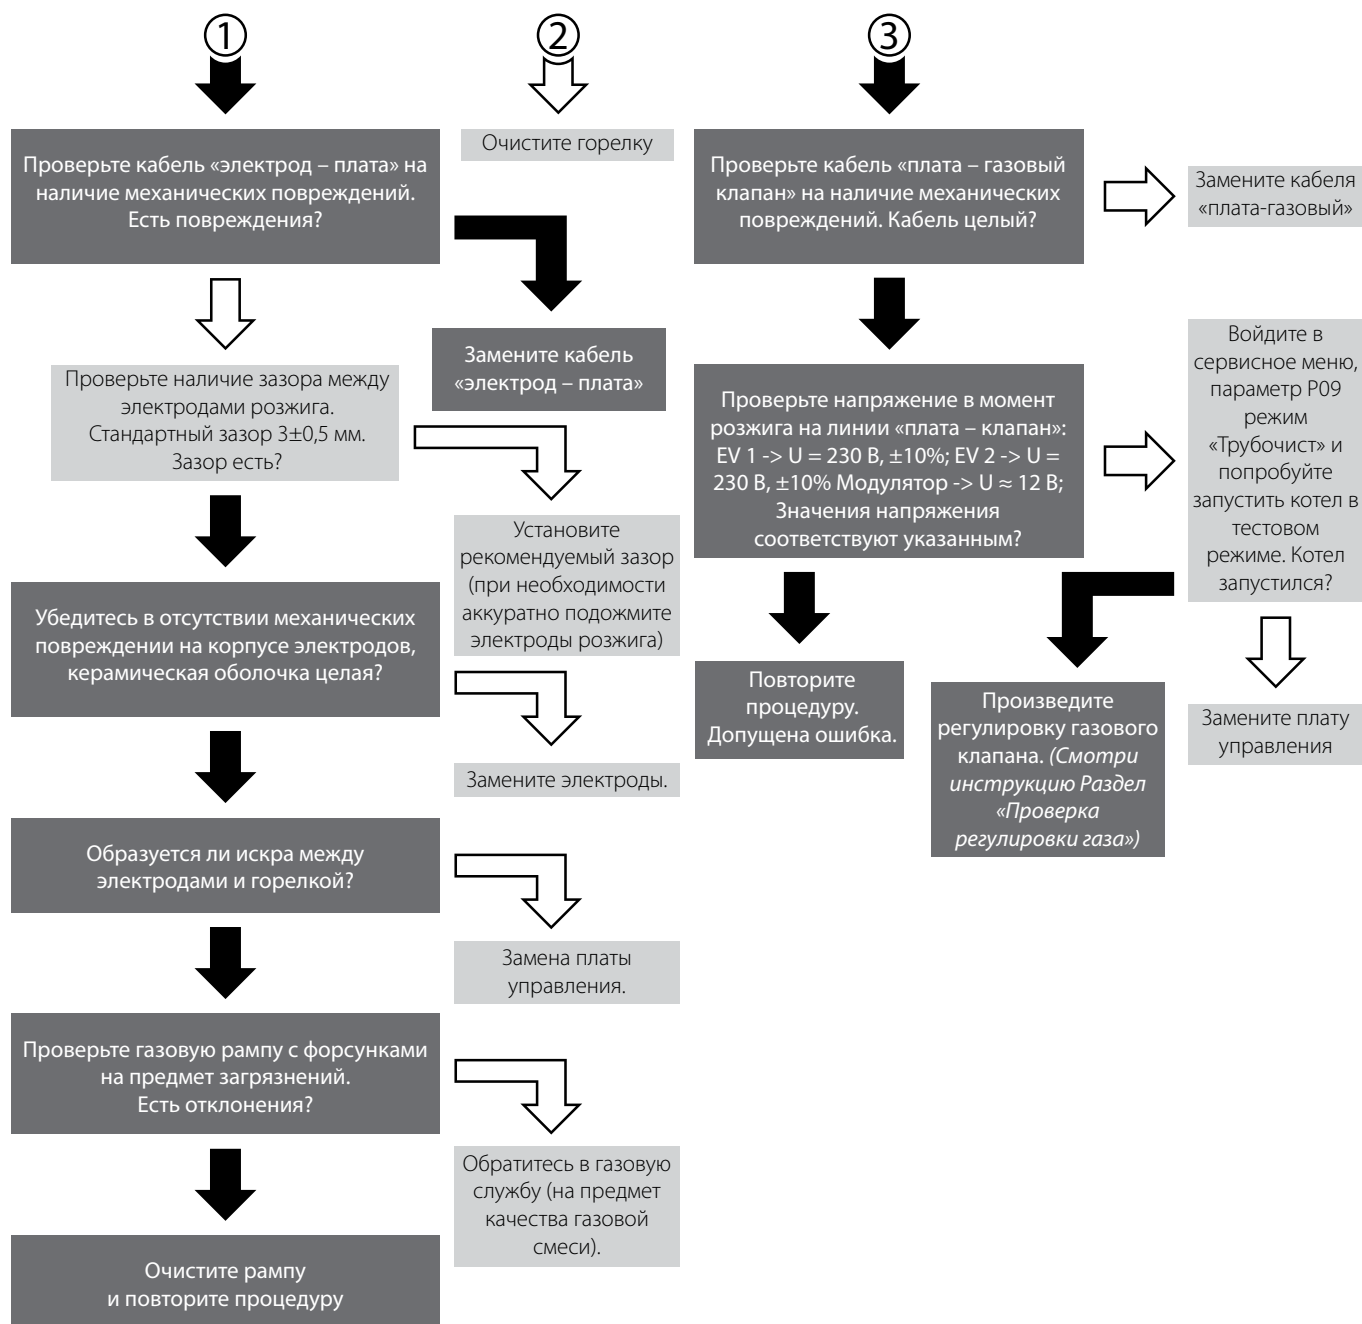 1
Проверьте кабель «электрод – плата» на
наличие механических повреждений.
Есть повреждения?
Замените кабель
«электрод – плата»
Проверьте наличие зазора между
электродами розжига.
Стандартный зазор 3±0,5 мм.
Зазор есть?
Установите
рекомендуемый зазор
(при необходимости
аккуратно подожмите
электроды розжига)
Убедитесь в отсутствии механических
повреждении на корпусе электродов,
керамическая оболочка целая?
Замените электроды.
Образуется ли искра между
электродами и горелкой?
Замена платы
управления.
Проверьте газовую рампу с форсунками
на предмет загрязнений.
Есть отклонения?
Обратитесь в газовую
службу (на предмет
качества газовой
смеси).
Очистите рампу
и повторите процедуру
2
Очистите горелку
3
Проверьте кабель «плата – газовый
клапан» на наличие механических
повреждений. Кабель целый?
Замените кабеля
«плата-газовый»
Проверьте напряжение в момент
розжига на линии «плата – клапан»:
EV 1 -> U = 230 В, ±10%; EV 2 -> U =
230 В, ±10% Модулятор -> U ≈ 12 В;
Значения напряжения
соответствуют указанным?
Войдите в
сервисное меню,
параметр P09
режим
«Трубочист» и
попробуйте
запустить котел в
тестовом
режиме. Котел
запустился?
Повторите
процедуру.
Допущена ошибка.
Произведите
регулировку газового
клапана. (Смотри
инструкцию Раздел
«Проверка
регулировки газа»)
Замените плату
управления